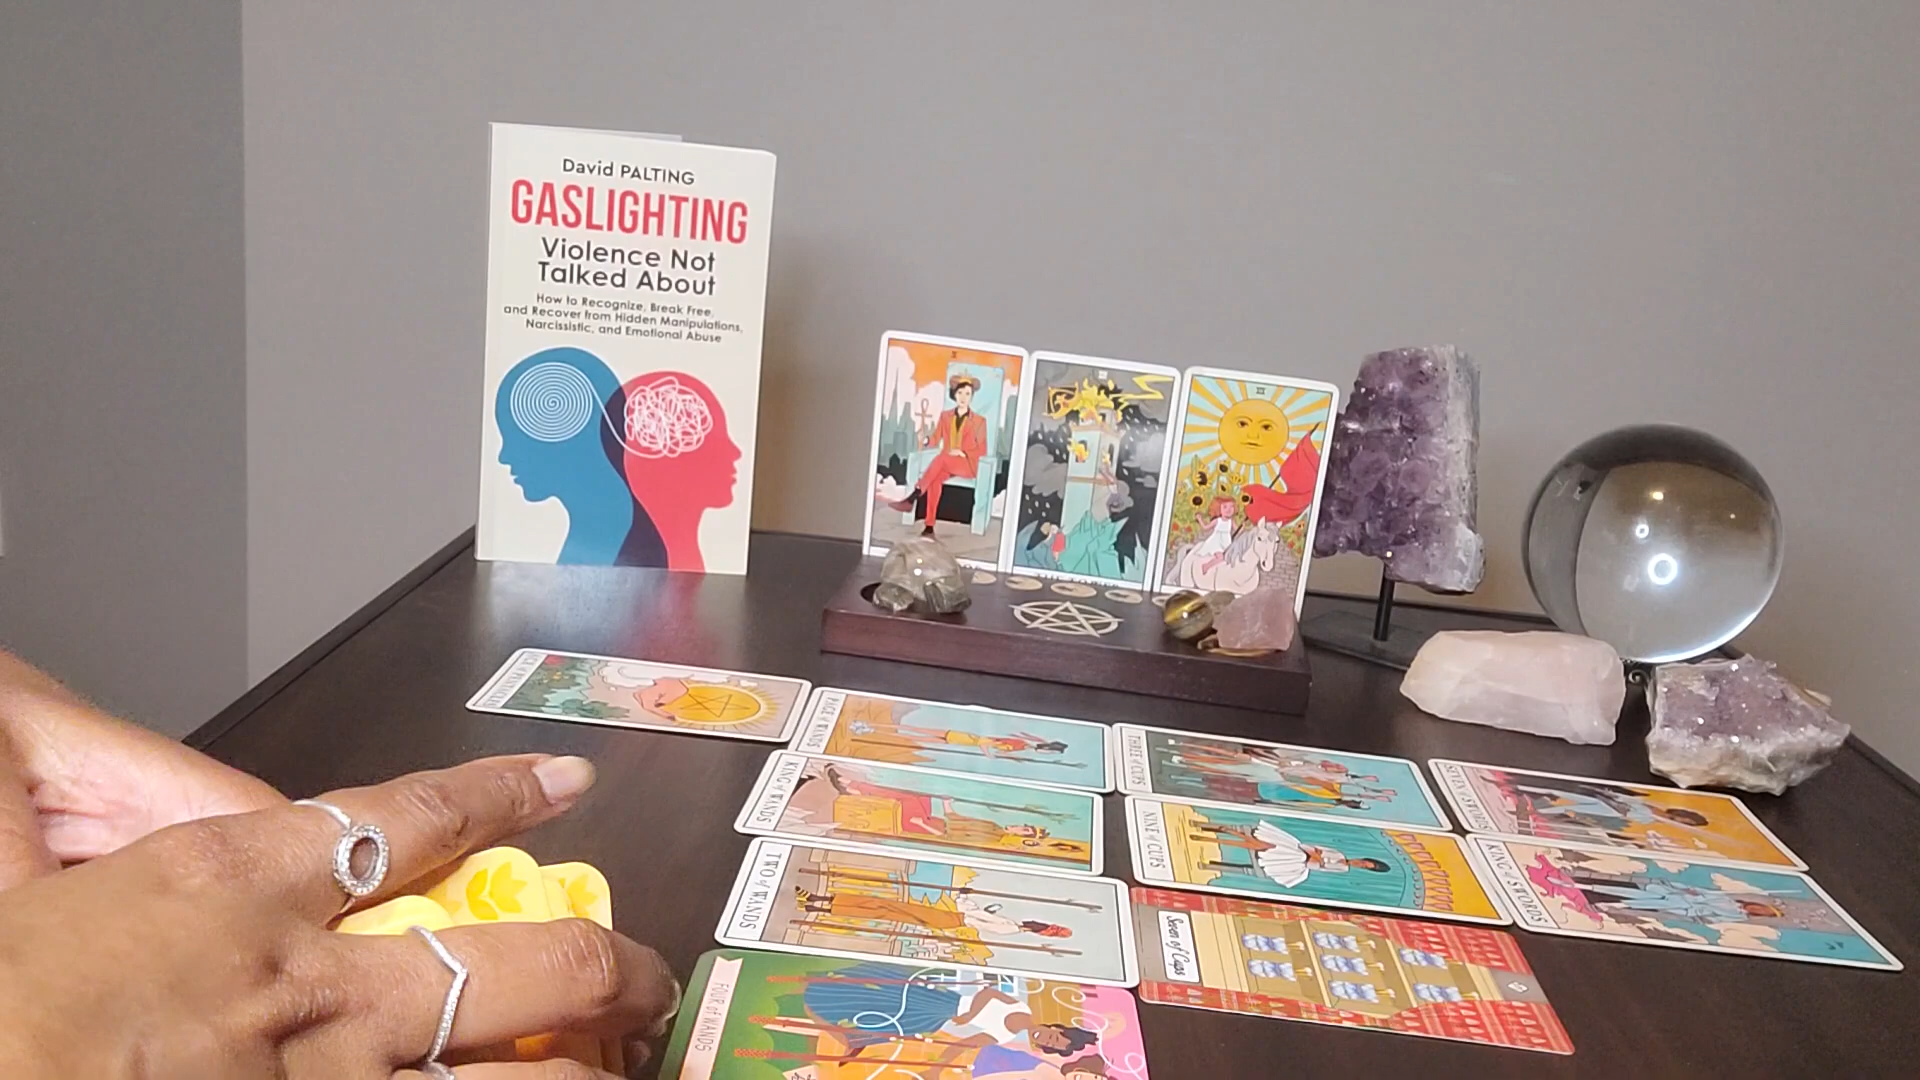 David PALTING
GASLIGHTING
Violence Not
Talked About
How to Recognize, Break Free,
and Recover from Hidden Manipulations,
Narcissistic, and Emotional Abuse
PAGE of WANDS
THREE of CUPS
SEVEN of SWORDS
KING of WANDS
NINE of CUPS
KING of SWORDS
TWO of WANDS
Seven of Cups
FOUR of WANDS